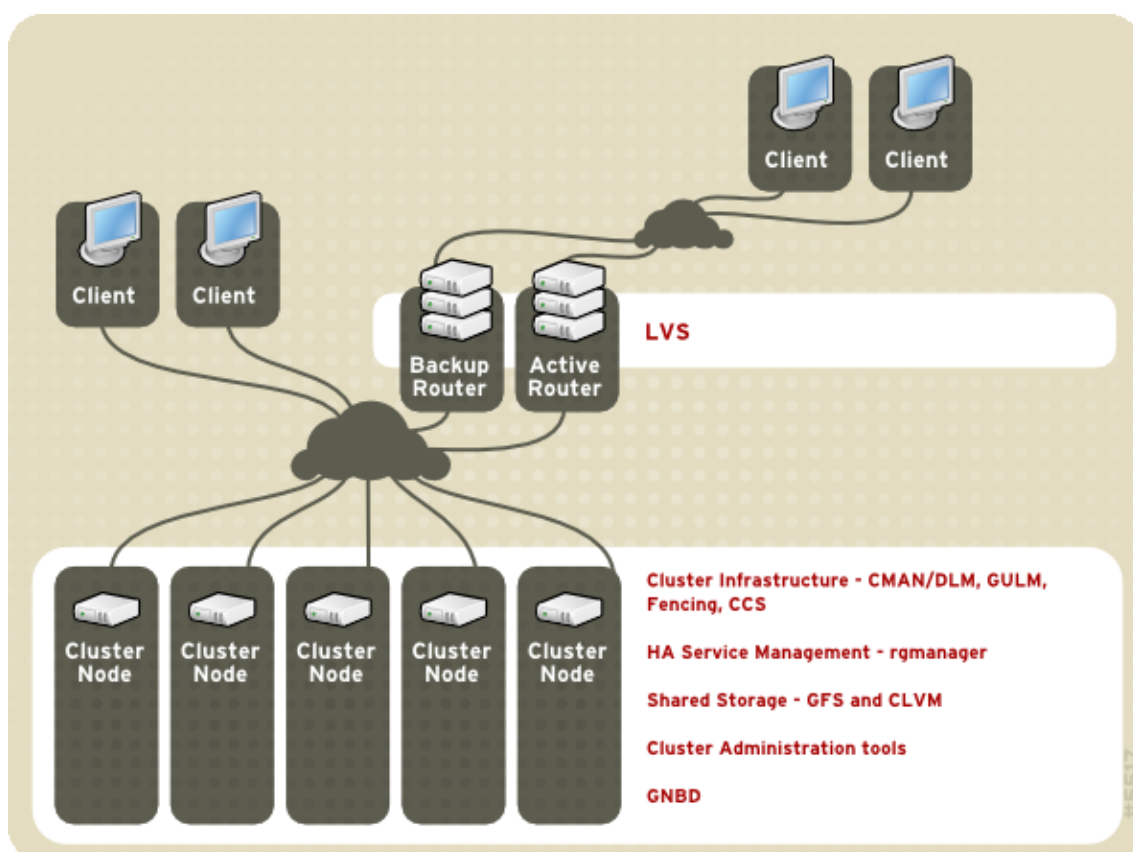 Client
Client
Client
Client
LVS
Backup
Router
Active
Router
Cluster
Node
Cluster
Node
Cluster
Node
Cluster
Node
Cluster
Node
Cluster Infrastructure - CMAN/DLM, GULM,
Fencing, CCS
HA Service Management - rgmanager
Shared Storage - GFS and CLVM
Cluster Administration tools
GNBD
#5517